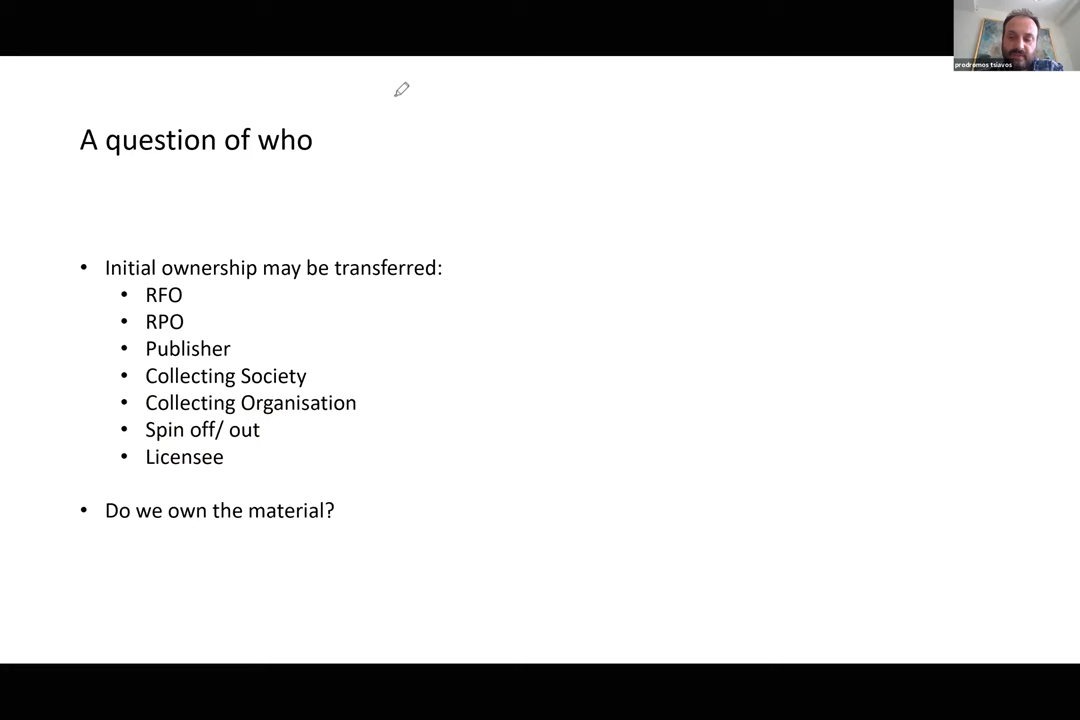 prodromos tsiavos
A question of who
• Initial ownership may be transferred:
• RFO
• RPO
• Publisher
• Collecting Society
• Collecting Organisation
• Spin off/ out
• Licensee
• Do we own the material?